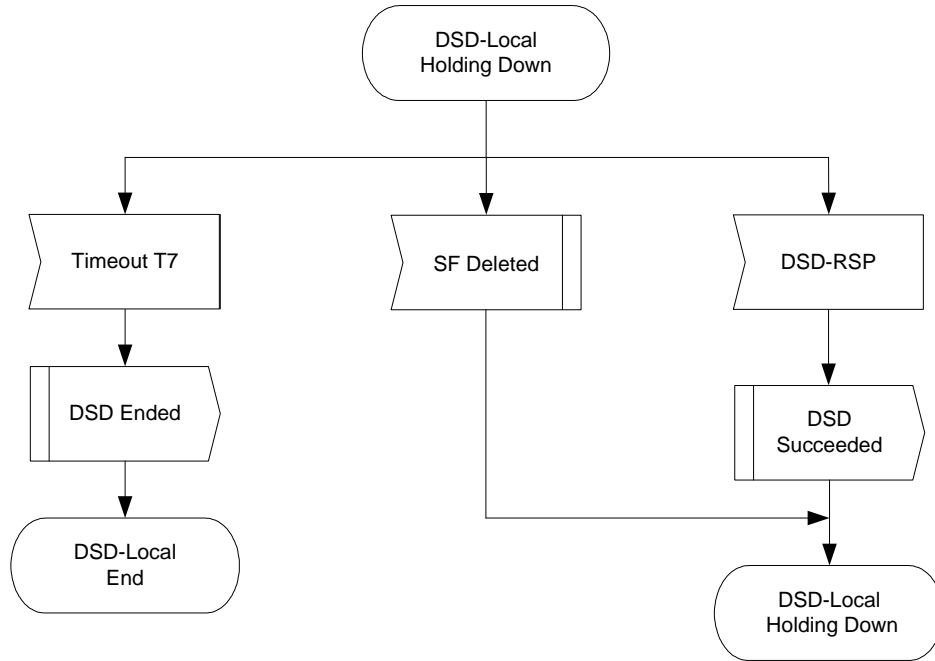 DSD-Local
Holding Down
Timeout T7
SF Deleted
DSD-RSP
DSD Ended
DSD
Succeeded
DSD-Local
End
DSD-Local
Holding Down